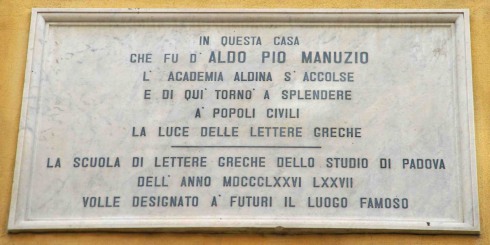 IN QUESTA CASA
CHE FU D'ALDO PIO MANUZIO
L'ACADEMIA ALDINA S'ACCOLSE
E DI QUI TORNO' A SPLENDERE
A' POPOLI CIVILI
LA LUCE DELLE LETTERE GRECHE
LA SCUOLA DI LETTERE GRECHE DELLO STUDIO DI PADOVA
DELL'ANNO MDCCCLXXVI LXXVII
VOLLE DESIGNATO A' FUTURI IL LUOGO FAMOSO